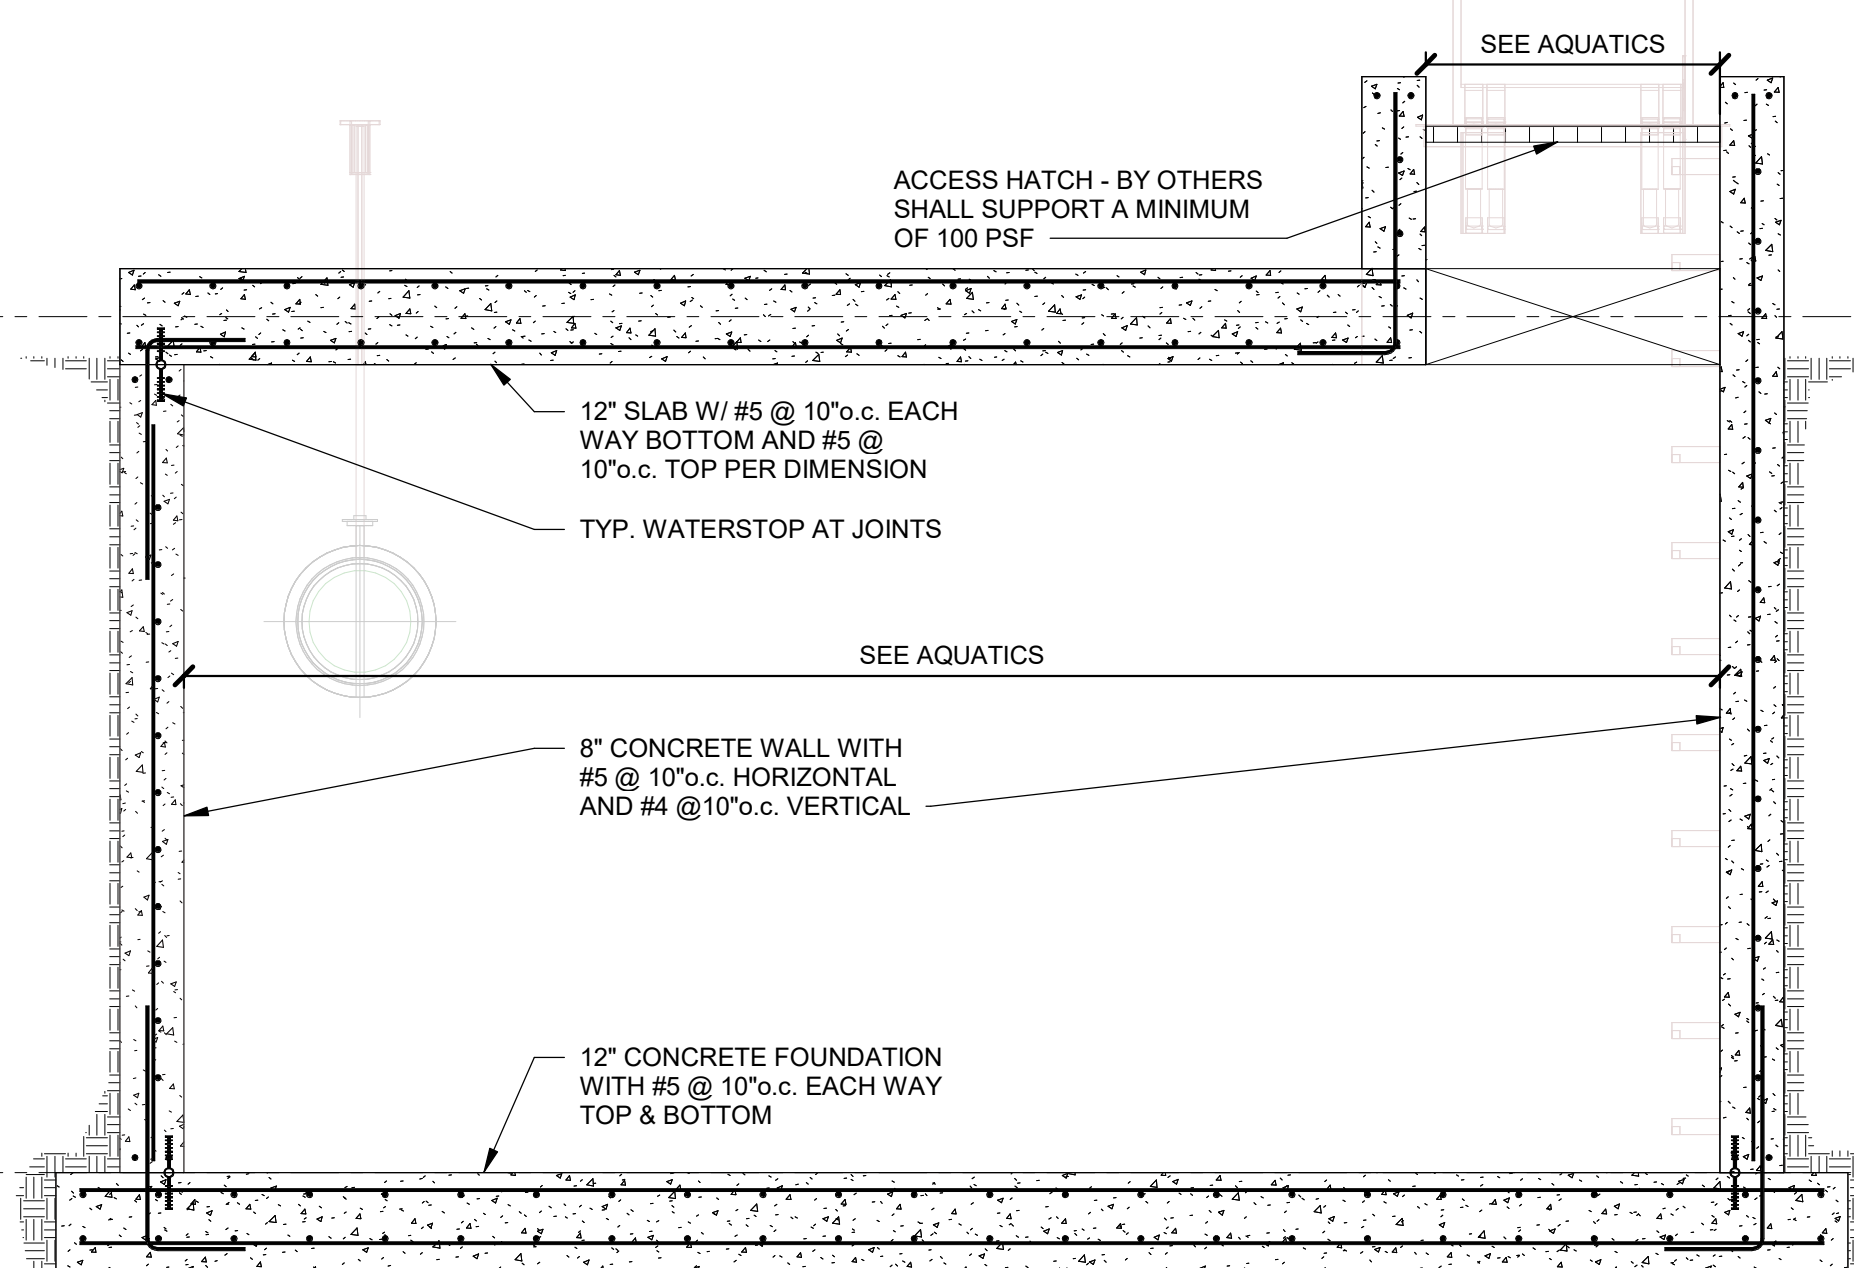 SEE AQUATICS
ACCESS HATCH - BY OTHERS
SHALL SUPPORT A MINIMUM
OF 100 PSF
12" SLAB W/ #5 @ 10"o.c. EACH
WAY BOTTOM AND #5 @
10"o.c. TOP PER DIMENSION
TYP. WATERSTOP AT JOINTS
SEE AQUATICS
8" CONCRETE WALL WITH
#5 @ 10"o.c. HORIZONTAL
AND #4 @10"o.c. VERTICAL
12" CONCRETE FOUNDATION
WITH #5 @ 10"o.c. EACH WAY
TOP & BOTTOM